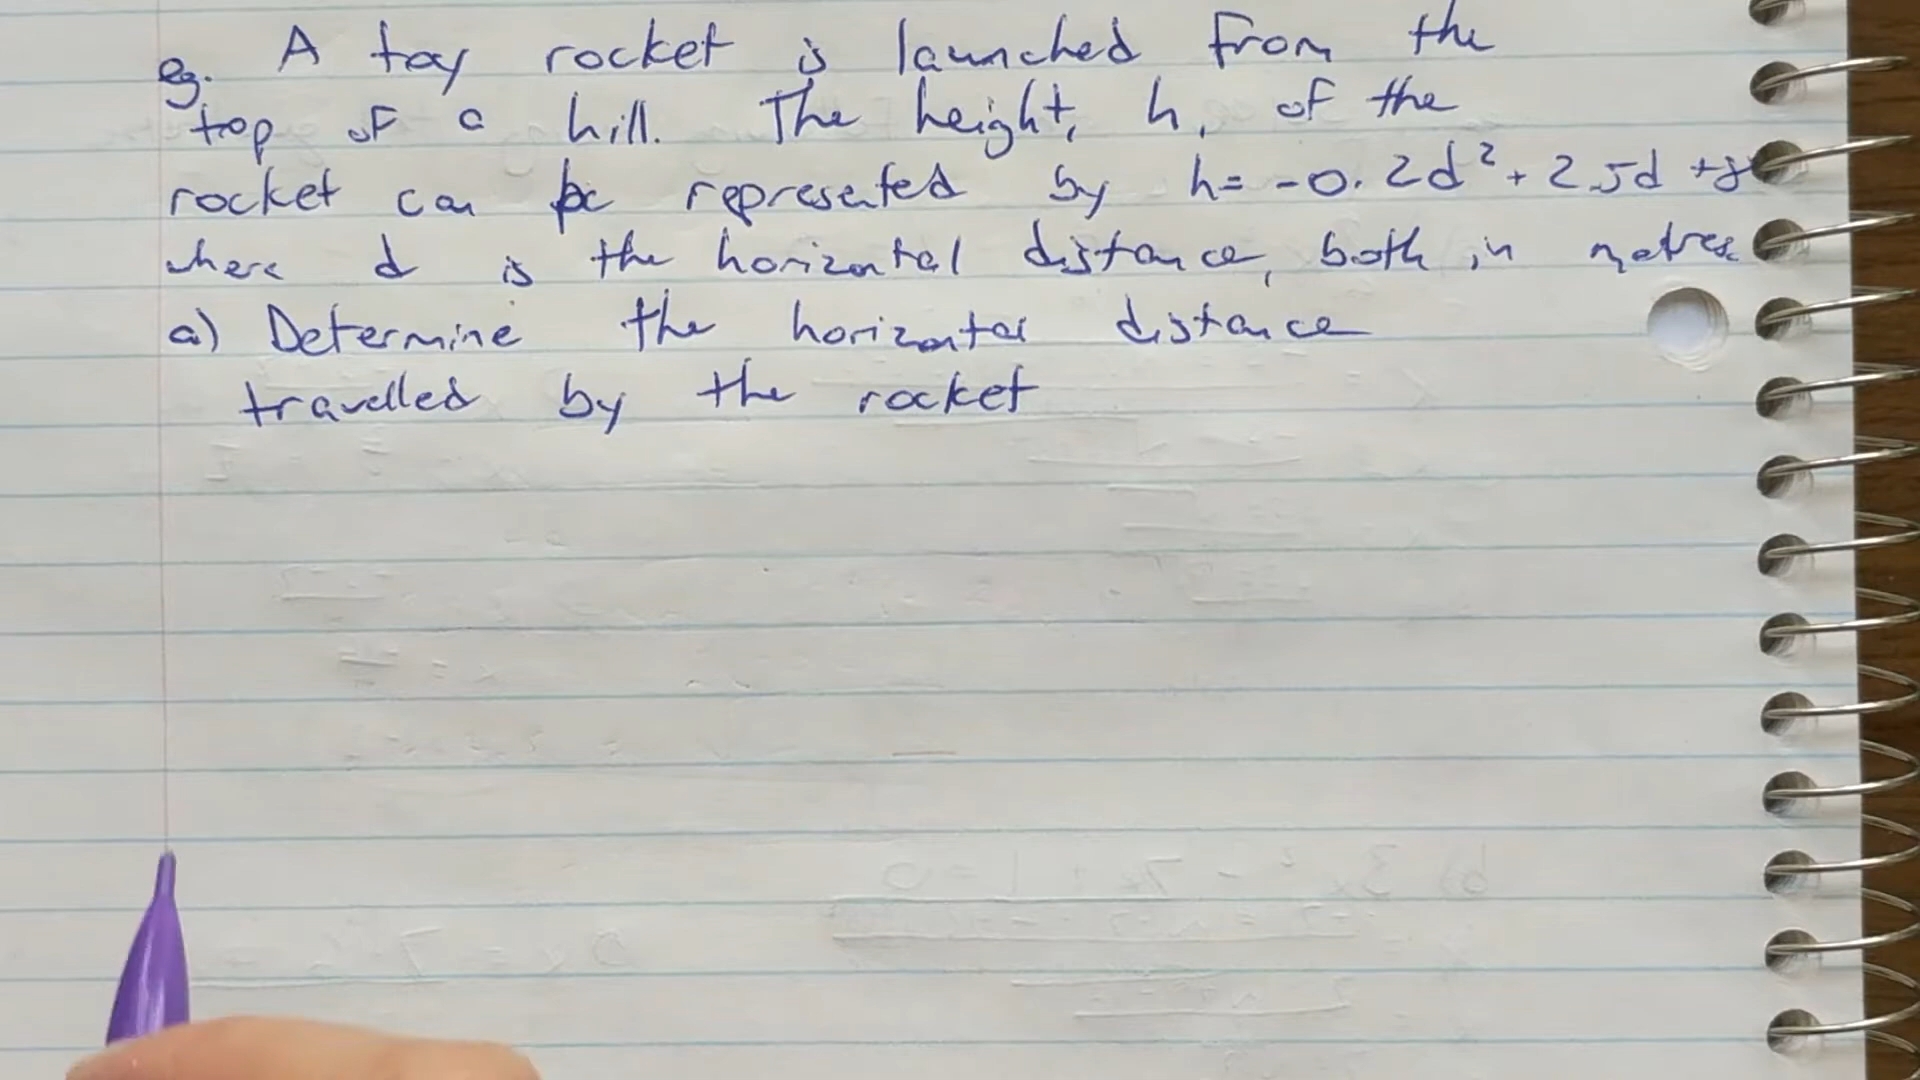 eg. A toy rocket is launched from the
top of a hill. The height, h, of the
rocket can be represented by h= -0.2d² + 2.5d +8
where d is the horizontal distance, both in metres
a) Determine the horizontal distance
travelled by the rocket